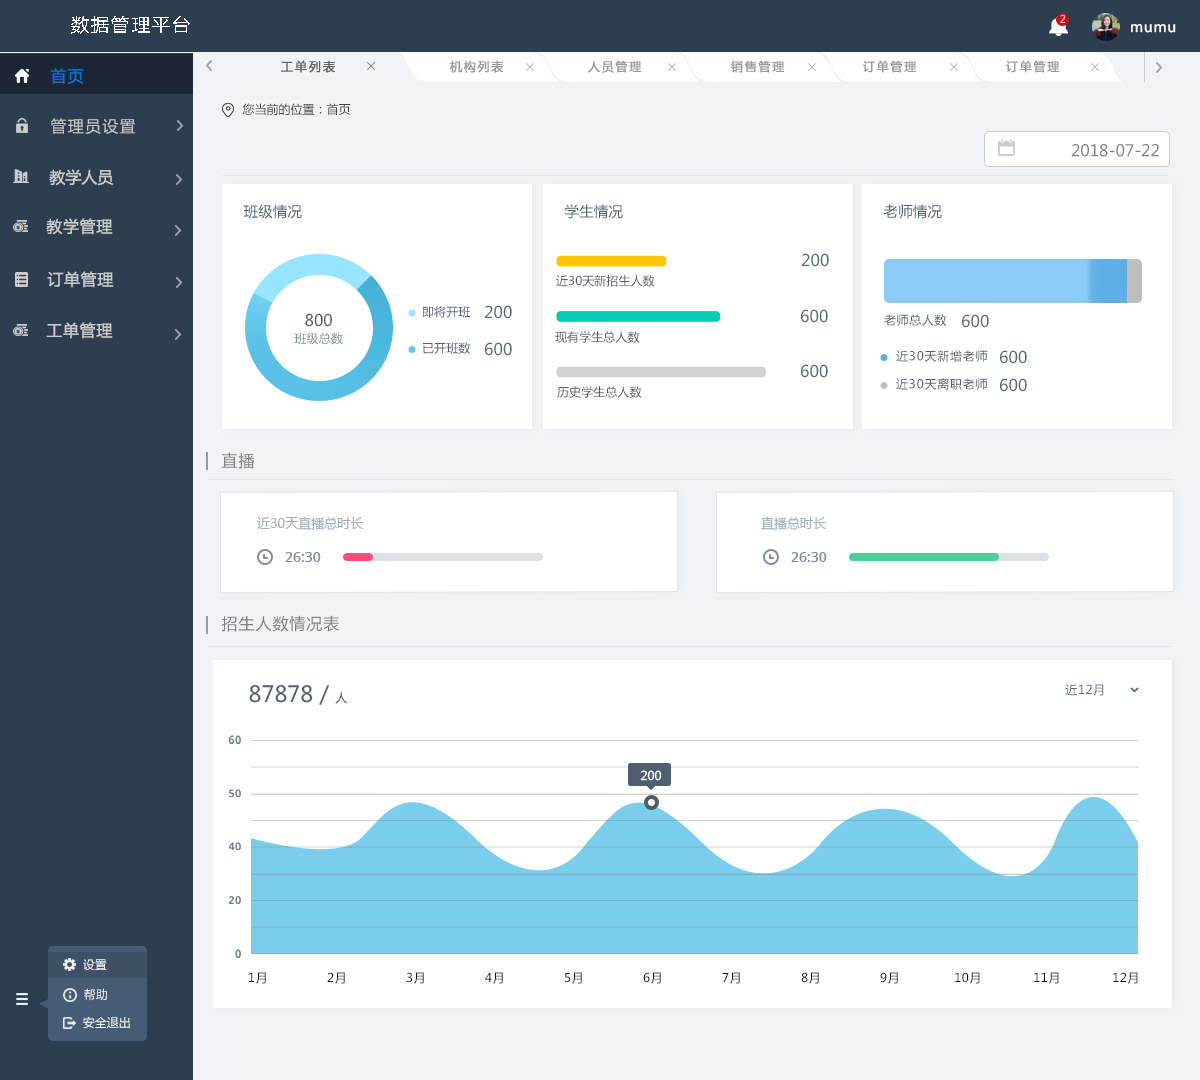 数据管理平台
2
mumu
首页
管理员设置
教学人员
教学管理
订单管理
工单管理
设置
帮助
安全退出
工单列表 机构列表 人员管理 销售管理 订单管理 订单管理
您当前的位置：首页
2018-07-22
班级情况
800
班级总数
即将开班 200
已开班数 600
学生情况
200
近30天新招生人数
600
现有学生总人数
600
历史学生总人数
老师情况
老师总人数 600
近30天新增老师 600
近30天离职老师 600
直播
近30天直播总时长
26:30
直播总时长
26:30
招生人数情况表
87878 / 人
近12月
60
50
40
20
0
200
1月 2月 3月 4月 5月 6月 7月 8月 9月 10月 11月 12月